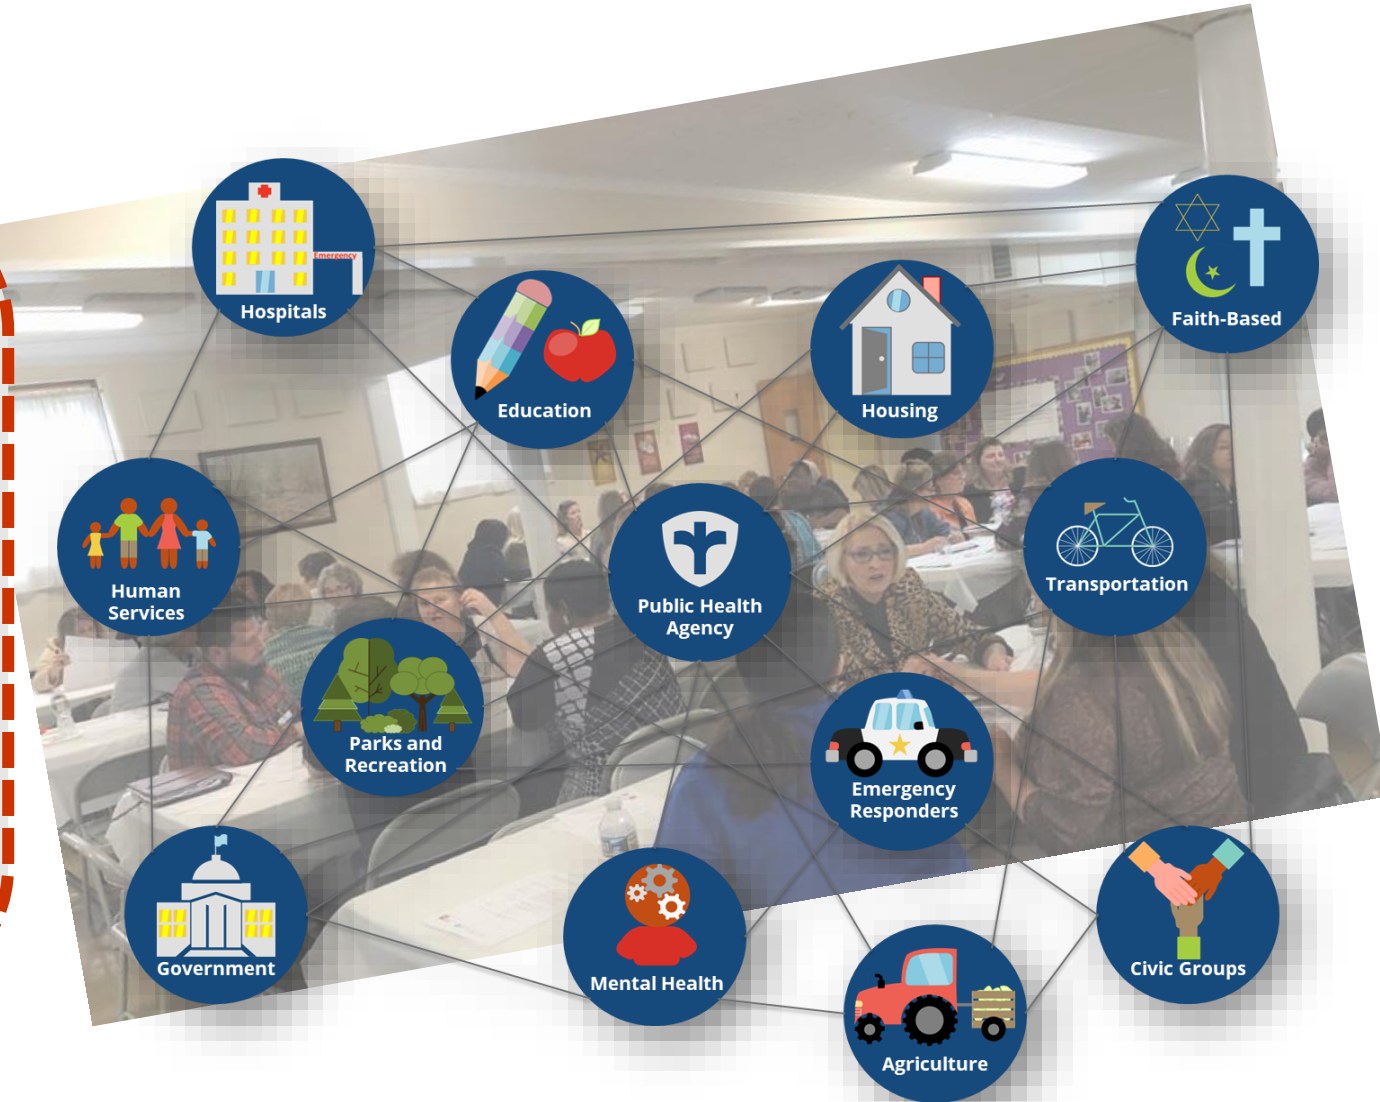 Emergency
Hospitals
Faith-Based
Education
Housing
Human
Services
Public Health
Agency
Transportation
Parks and
Recreation
Emergency
Responders
Government
Mental Health
Civic Groups
Agriculture